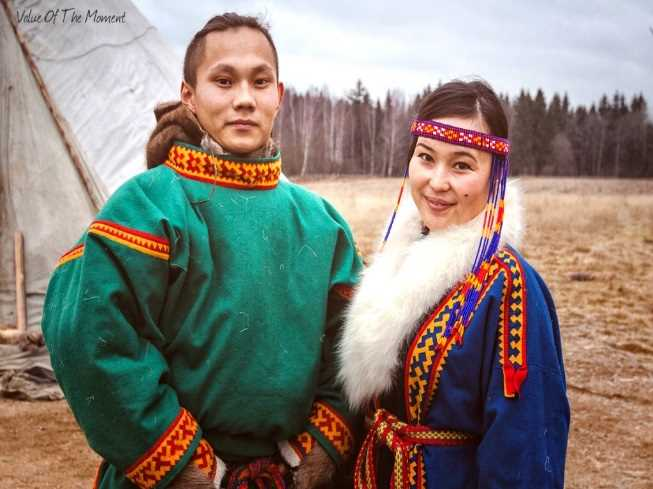 Value Of The Moment